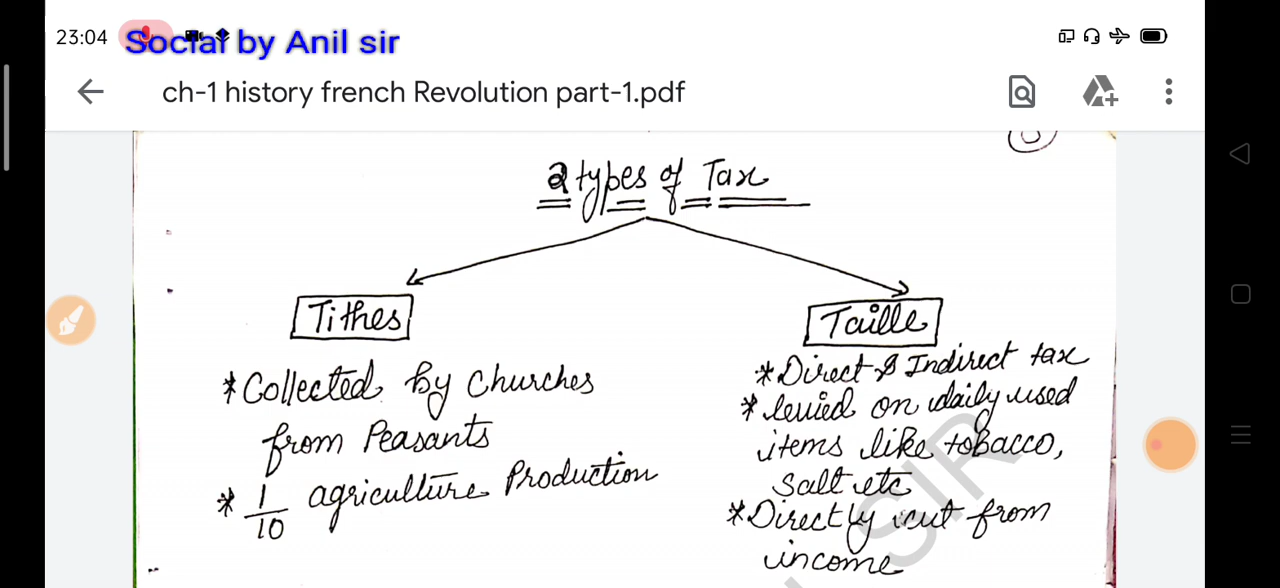 23:04
Social by Anil sir
ch-1 history french Revolution part-1.pdf
2 types of Tax
Tithes
* Collected by Churches
from Peasants
* 1/10 agriculture Production
Taille
* Direct & Indirect tax
* levied on daily used
items like tobacco,
Salt etc
* Directly cut from
income
SIR